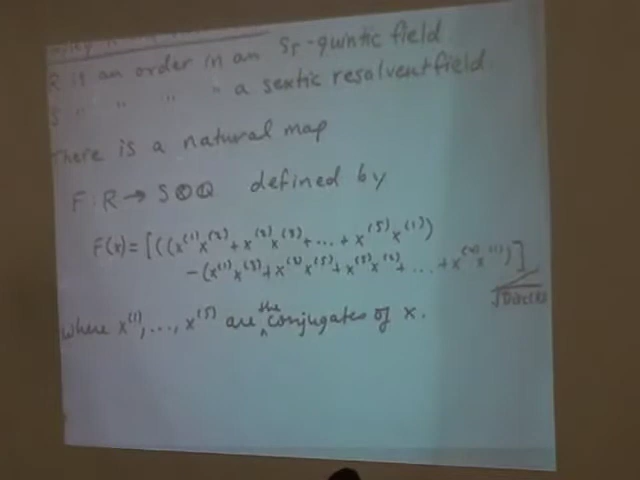 R is an order in an S₅-quintic field
S " " " " a sextic resolvent field
There is a natural map
F: R → S⊗Q defined by
F(x) = [((x⁽¹⁾x⁽²⁾ + x⁽²⁾x⁽³⁾ + ... + x⁽⁵⁾x⁽¹⁾)
-(x⁽¹⁾x⁽³⁾ + x⁽³⁾x⁽⁵⁾ + x⁽⁵⁾x⁽²⁾ + ... + x⁽⁴⁾x⁽¹⁾)]
where x⁽¹⁾, ..., x⁽⁵⁾ are the conjugates of x.